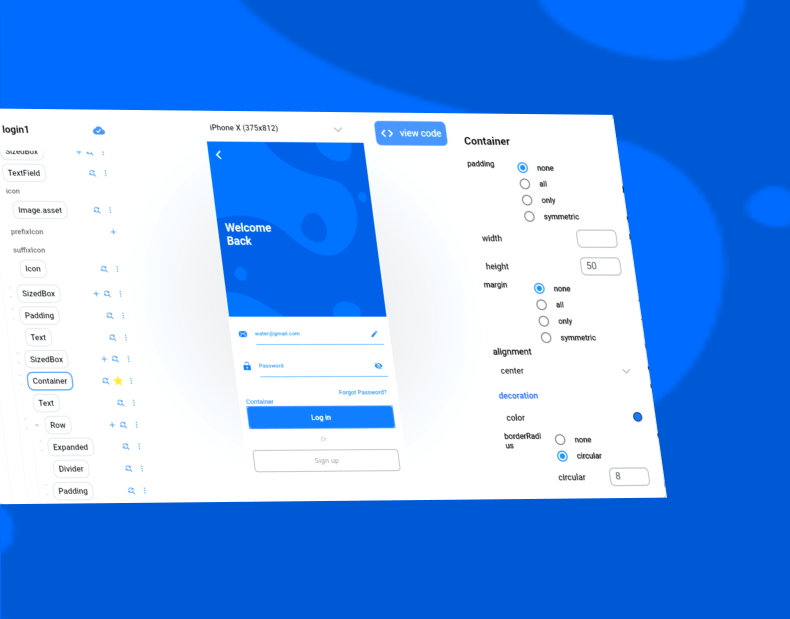 login1
SizedBox
TextField
icon
Image.asset
prefixIcon
suffixIcon
Icon
SizedBox
Padding
Text
SizedBox
Container
Text
Row
Expanded
Divider
Padding
iPhone X (375x812)
<> view code
Welcome
Back
water@gmail.com
Password
Forgot Password?
Container
Log in
Or
Sign up
Container
padding
none
all
only
symmetric
width
height
50
margin
none
all
only
symmetric
alignment
center
decoration
color
borderRadi
us
none
circular
circular
8